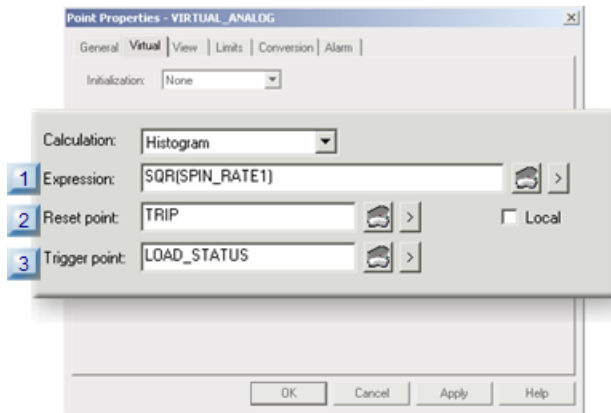 Point Properties - VIRTUAL_ANALOG
General Virtual View Limits Conversion Alarm
Initialization: None
Calculation: Histogram
1 Expression: SQR(SPIN_RATE1) >
2 Reset point: TRIP > Local
3 Trigger point: LOAD_STATUS >
OK Cancel Apply Help